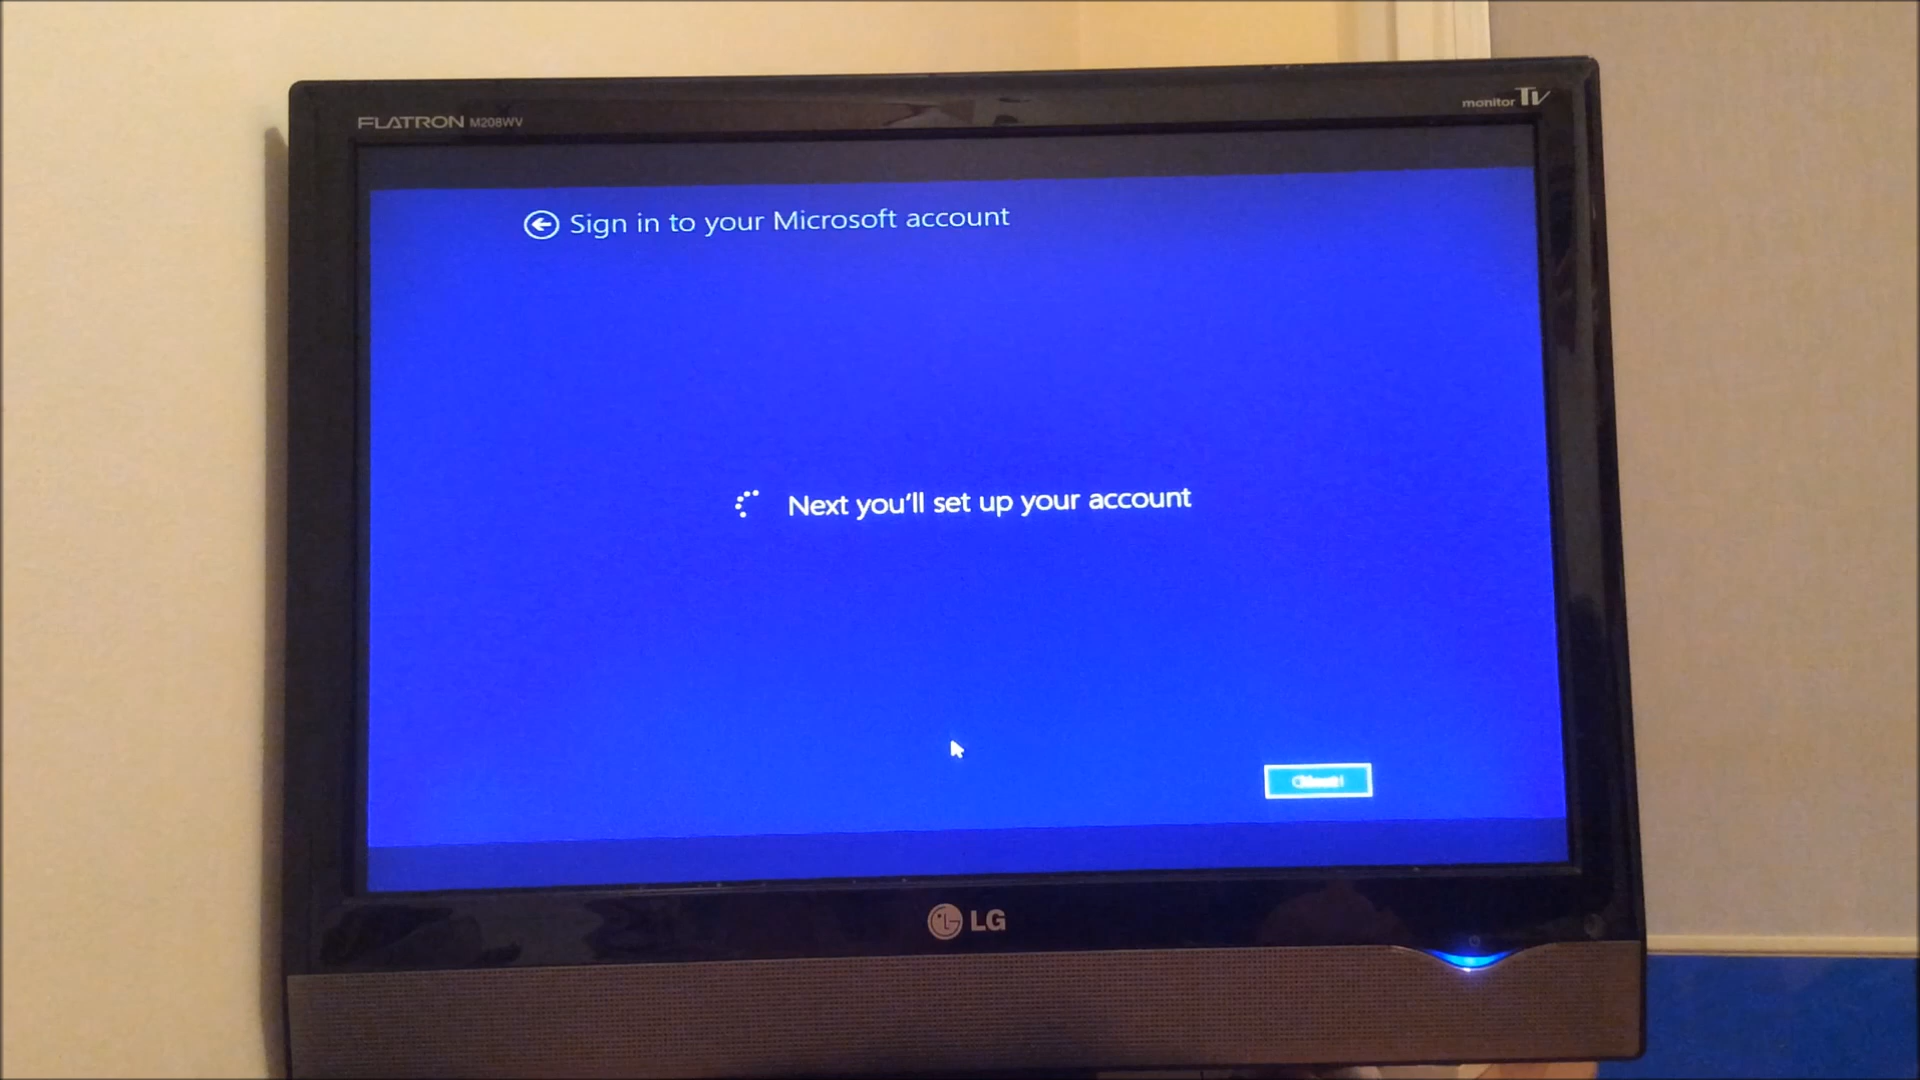 FLATRON M208WV
monitor TV
Sign in to your Microsoft account
Next you'll set up your account
LG